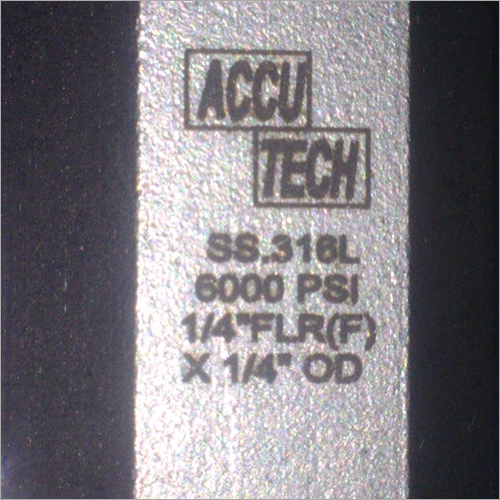 ACCU
TECH
SS.316L
6000 PSI
1/4"FLR(F)
X 1/4" OD